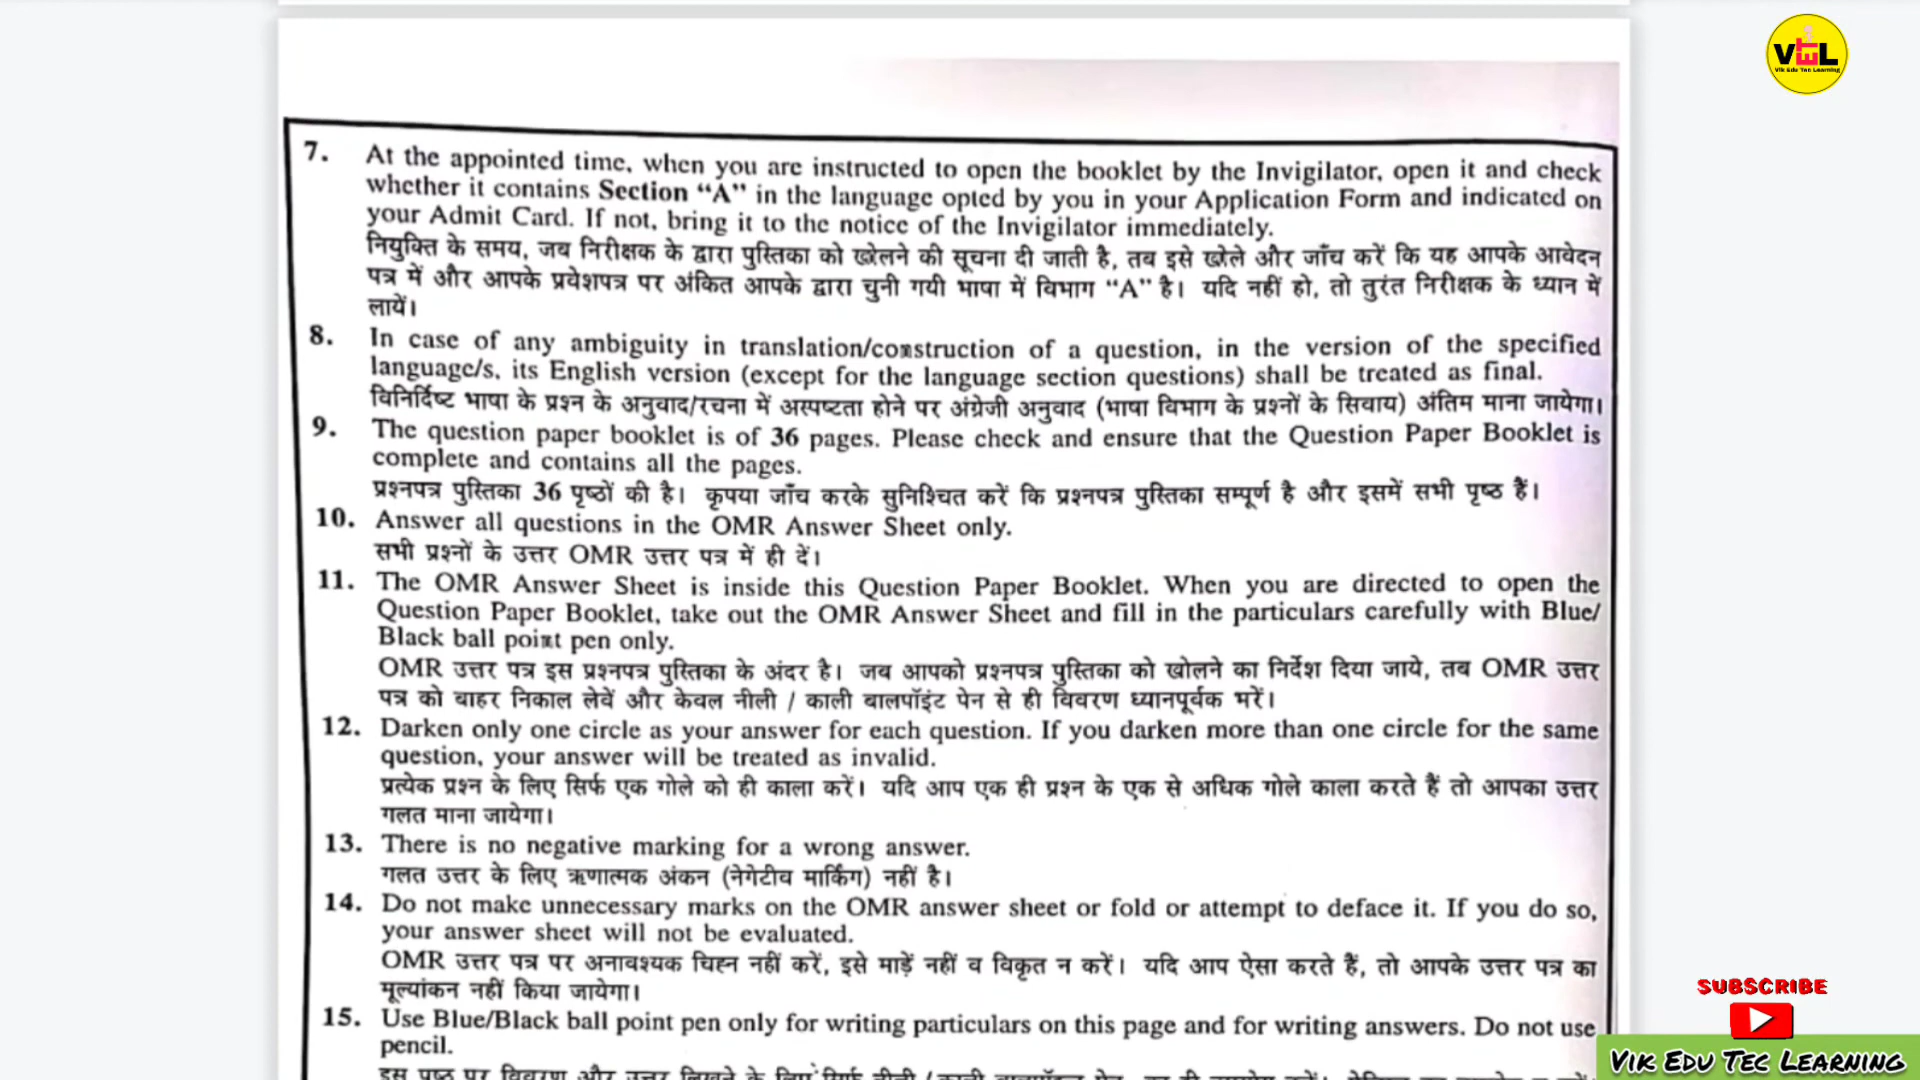 VEL
Vik Edu Tec Learning
7. At the appointed time, when you are instructed to open the booklet by the Invigilator, open it and check
whether it contains Section “A” in the language opted by you in your Application Form and indicated on
your Admit Card. If not, bring it to the notice of the Invigilator immediately.
नियुक्ति के समय, जब निरीक्षक के द्वारा पुस्तिका को खोलने की सूचना दी जाती है, तब इसे खोले और जाँच करें कि यह आपके आवेदन
पत्र में और आपके प्रवेशपत्र पर अंकित आपके द्वारा चुनी गयी भाषा में विभाग “A” है। यदि नहीं हो, तो तुरंत निरीक्षक के ध्यान में
लायें।
8. In case of any ambiguity in translation/construction of a question, in the version of the specified
language/s, its English version (except for the language section questions) shall be treated as final.
विनिर्दिष्ट भाषा के प्रश्न के अनुवाद/रचना में अस्पष्टता होने पर अंग्रेजी अनुवाद (भाषा विभाग के प्रश्नों के सिवाय) अंतिम माना जायेगा।
9. The question paper booklet is of 36 pages. Please check and ensure that the Question Paper Booklet is
complete and contains all the pages.
प्रश्नपत्र पुस्तिका 36 पृष्ठों की है। कृपया जाँच करके सुनिश्चित करें कि प्रश्नपत्र पुस्तिका सम्पूर्ण है और इसमें सभी पृष्ठ हैं।
10. Answer all questions in the OMR Answer Sheet only.
सभी प्रश्नों के उत्तर OMR उत्तर पत्र में ही दें।
11. The OMR Answer Sheet is inside this Question Paper Booklet. When you are directed to open the
Question Paper Booklet, take out the OMR Answer Sheet and fill in the particulars carefully with Blue/
Black ball point pen only.
OMR उत्तर पत्र इस प्रश्नपत्र पुस्तिका के अंदर है। जब आपको प्रश्नपत्र पुस्तिका को खोलने का निर्देश दिया जाये, तब OMR उत्तर
पत्र को बाहर निकाल लेवें और केवल नीली / काली बालपॉइंट पेन से ही विवरण ध्यानपूर्वक भरें।
12. Darken only one circle as your answer for each question. If you darken more than one circle for the same
question, your answer will be treated as invalid.
प्रत्येक प्रश्न के लिए सिर्फ एक गोले को ही काला करें। यदि आप एक ही प्रश्न के एक से अधिक गोले काला करते हैं तो आपका उत्तर
गलत माना जायेगा।
13. There is no negative marking for a wrong answer.
गलत उत्तर के लिए ऋणात्मक अंकन (नेगेटीव मार्किंग) नहीं है।
14. Do not make unnecessary marks on the OMR answer sheet or fold or attempt to deface it. If you do so,
your answer sheet will not be evaluated.
OMR उत्तर पत्र पर अनावश्यक चिह्न नहीं करें, इसे माड़ें नहीं व विकृत न करें। यदि आप ऐसा करते हैं, तो आपके उत्तर पत्र का
मूल्यांकन नहीं किया जायेगा।
15. Use Blue/Black ball point pen only for writing particulars on this page and for writing answers. Do not use
pencil.
इस पृष्ठ पर विवरण और उत्तर लिखने के लिए सिर्फ नीली / काली
SUBSCRIBE
VIK EDU TEC LEARNING